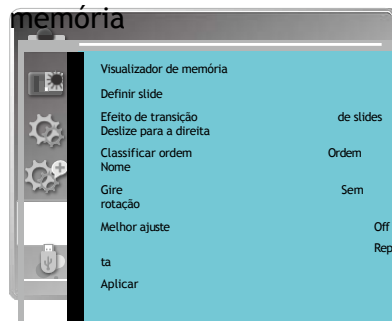 memória
Visualizador de memória
Definir slide
Efeito de transição de slides
Deslize para a direita
Classificar ordem Ordem
Nome
Gire Sem
rotação
Melhor ajuste Off
Rep
ta
Aplicar